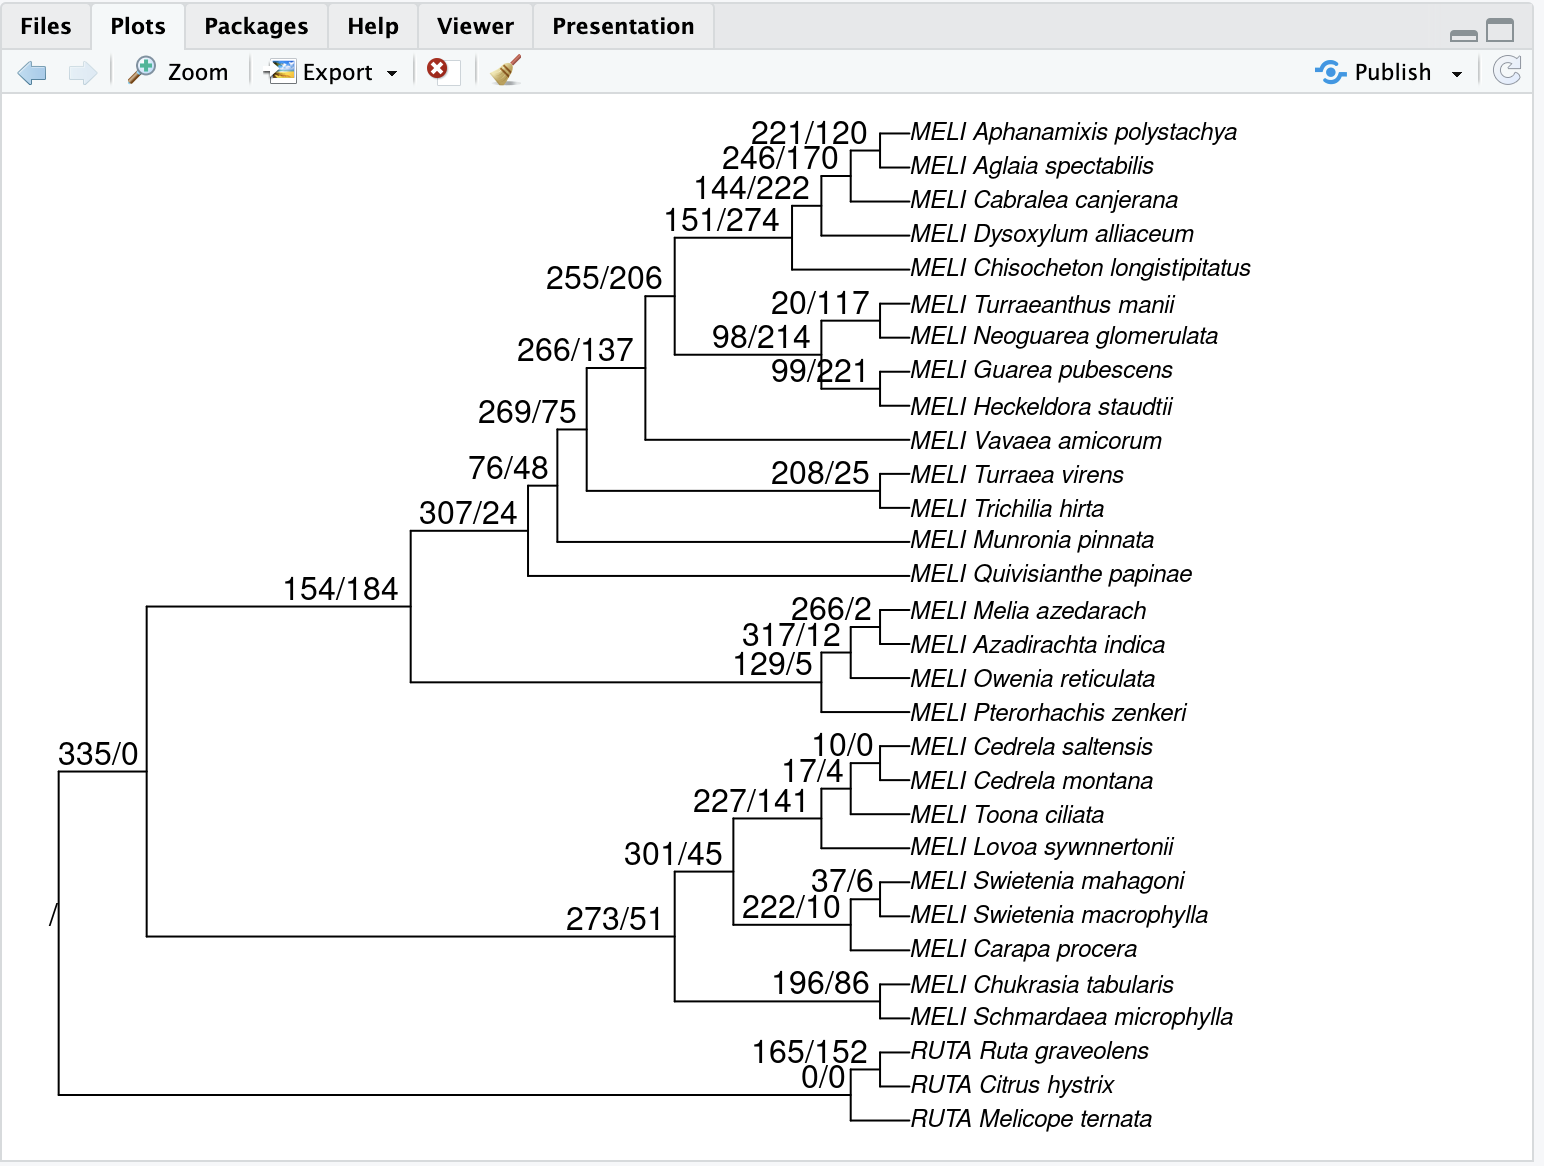 Files Plots Packages Help Viewer Presentation
Zoom Export Publish
221/120 MELI Aphanamixis polystachya
246/170 MELI Aglaia spectabilis
144/222 MELI Cabralea canjerana
151/274 MELI Dysoxylum alliaceum
MELI Chisocheton longistipitatus
255/206
20/117 MELI Turraeanthus manii
98/214 MELI Neoguarea glomerulata
266/137
99/221 MELI Guarea pubescens
MELI Heckeldora staudtii
269/75
MELI Vavaea amicorum
76/48 208/25 MELI Turraea virens
307/24 MELI Trichilia hirta
MELI Munronia pinnata
MELI Quivisianthe papinae
154/184
266/2 MELI Melia azedarach
317/12 MELI Azadirachta indica
129/5 MELI Owenia reticulata
MELI Pterorhachis zenkeri
335/0 10/0 MELI Cedrela saltensis
17/4 MELI Cedrela montana
227/141 MELI Toona ciliata
301/45 MELI Lovoa sywnnertonii
37/6 MELI Swietenia mahagoni
/ 273/51 222/10 MELI Swietenia macrophylla
MELI Carapa procera
196/86 MELI Chukrasia tabularis
MELI Schmardaea microphylla
165/152 RUTA Ruta graveolens
0/0 RUTA Citrus hystrix
RUTA Melicope ternata